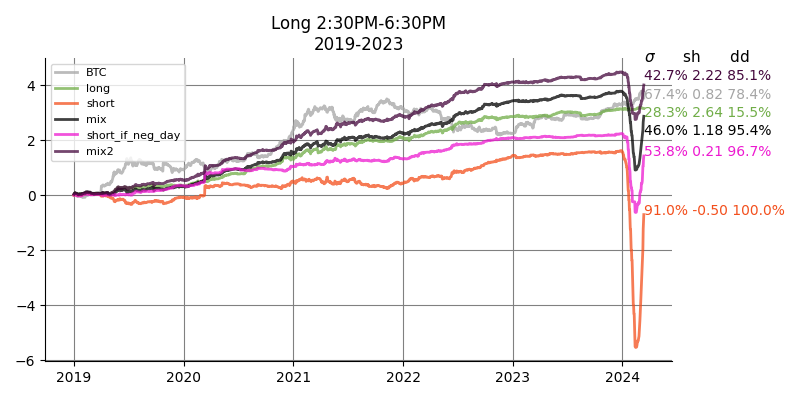 Long 2:30PM-6:30PM
2019-2023
σ sh dd
42.7% 2.22 85.1%
67.4% 0.82 78.4%
28.3% 2.64 15.5%
46.0% 1.18 95.4%
53.8% 0.21 96.7%
91.0% -0.50 100.0%
BTC
long
short
mix
short_if_neg_day
mix2
4
2
0
−2
−4
−6
2019 2020 2021 2022 2023 2024